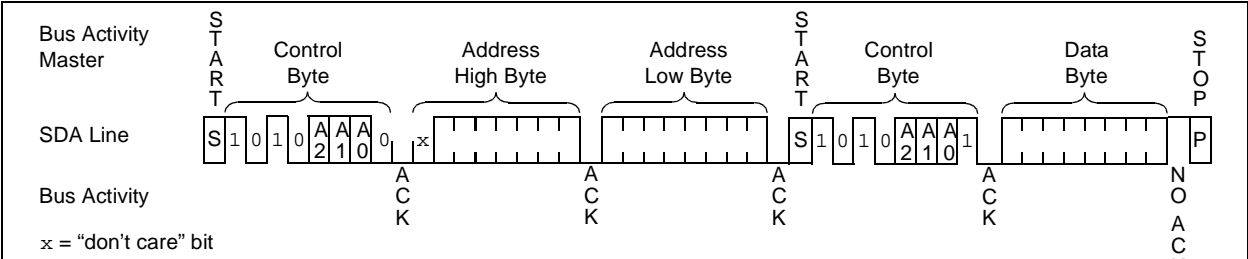 Bus Activity
Master
START
Control
Byte
Address
High Byte
Address
Low Byte
START
Control
Byte
Data
Byte
STOP
SDA Line
S 1 0 1 0 A2 A1 A0 0 x S 1 0 1 0 A2 A1 A0 1 P
Bus Activity
ACK
ACK
ACK
ACK
NO AC
x = “don’t care” bit